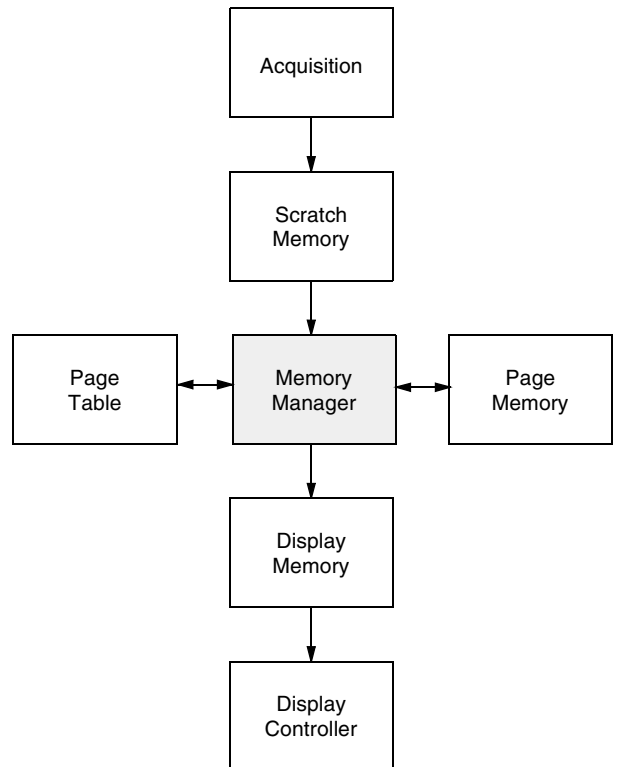 Acquisition
Scratch
Memory
Page
Table
Memory
Manager
Page
Memory
Display
Memory
Display
Controller